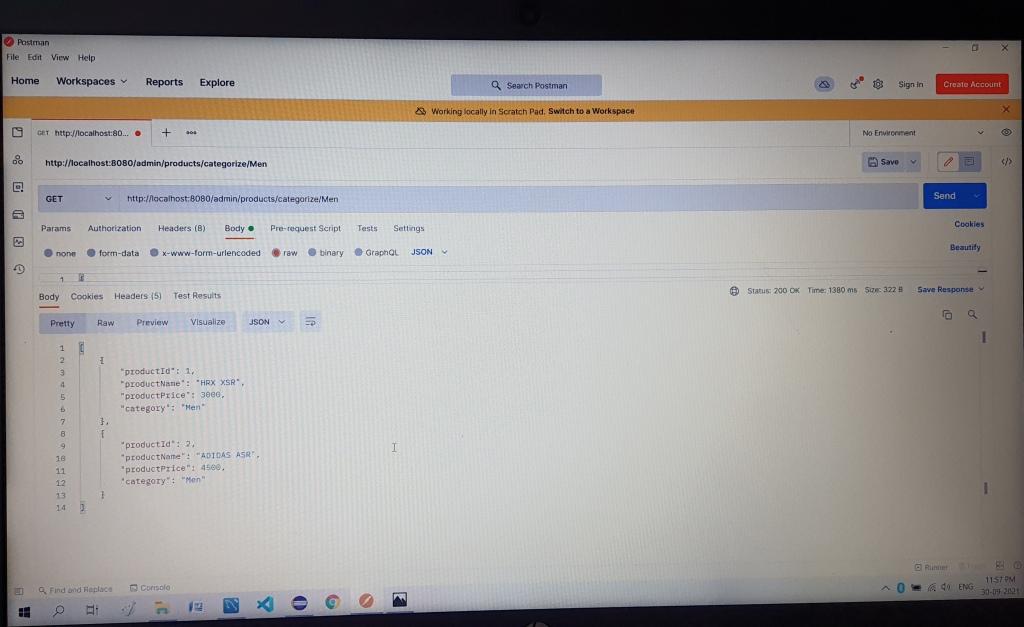 Postman
File Edit View Help
Home Workspaces Reports Explore Search Postman Sign In Create Account
Working locally in Scratch Pad. Switch to a Workspace
GET http://localhost:80... No Environment
http://localhost:8080/admin/products/categorize/Men Save </>
GET http://localhost:8080/admin/products/categorize/Men Send
Params Authorization Headers (8) Body Pre-request Script Tests Settings Cookies
none form-data x-www-form-urlencoded raw binary GraphQL JSON Beautify
1 [
Body Cookies Headers (5) Test Results Status: 200 OK Time: 1380 ms Size: 322 B Save Response
Pretty Raw Preview Visualize JSON
1 [
2 {
3 "productId": 1,
4 "productName": "HRX XSR",
5 "productPrice": 3000,
6 "category": "Men"
7 },
8 {
9 "productId": 2,
10 "productName": "ADIDAS ASR",
11 "productPrice": 4500,
12 "category": "Men"
13 }
14 ]
Find and Replace Console Runner
ENG 11:57 PM
30-09-2021